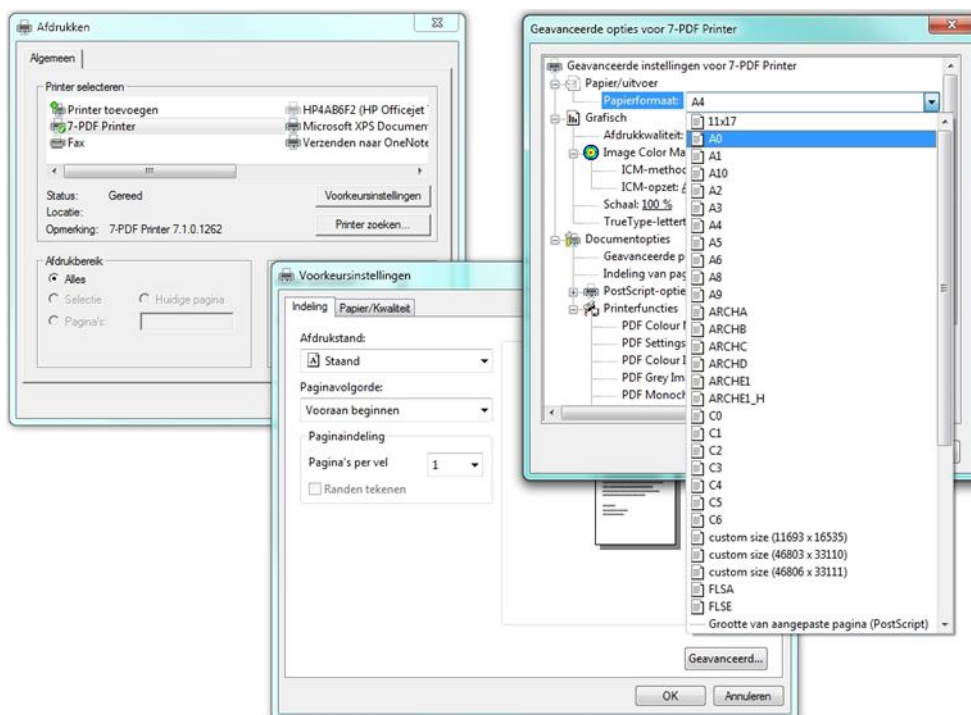 Afdrukken
Algemeen
Printer selecteren
Printer toevoegen
7-PDF Printer
Fax
HP4AB6F2 (HP Officejet
Microsoft XPS Documen
Verzenden naar OneNote
Status: Gereed
Locatie:
Opmerking: 7-PDF Printer 7.1.0.1262
Voorkeursinstellingen
Printer zoeken...
Afdrukbereik
Alles
Selectie
Huidige pagina
Pagina's:
Voorkeursinstellingen
Indeling
Papier/Kwaliteit
Afdrukstand:
Staand
Paginavolgorde:
Vooraan beginnen
Paginaindeling
Pagina's per vel 1
Randen tekenen
Geavanceerd...
OK
Annuleren
Geavanceerde opties voor 7-PDF Printer
Geavanceerde instellingen voor 7-PDF Printer
Papier/uitvoer
Papierformaat: A4
Grafisch
Afdrukkwaliteit:
Image Color Ma
ICM-methoc
ICM-opzet:
Schaal: 100 %
TrueType-lettert
Documentopties
Geavanceerde p
Indeling van pag
PostScript-optie
Printerfuncties
PDF Colour
PDF Settings
PDF Colour I
PDF Grey Im
PDF Monoch
11x17
A0
A1
A10
A2
A3
A4
A5
A6
A8
A9
ARCHA
ARCHB
ARCHC
ARCHD
ARCHE1
ARCHE1_H
C0
C1
C2
C3
C4
C5
C6
custom size (11693 x 16535)
custom size (46803 x 33110)
custom size (46806 x 33111)
FLSA
FLSE
Grootte van aangepaste pagina (PostScript)